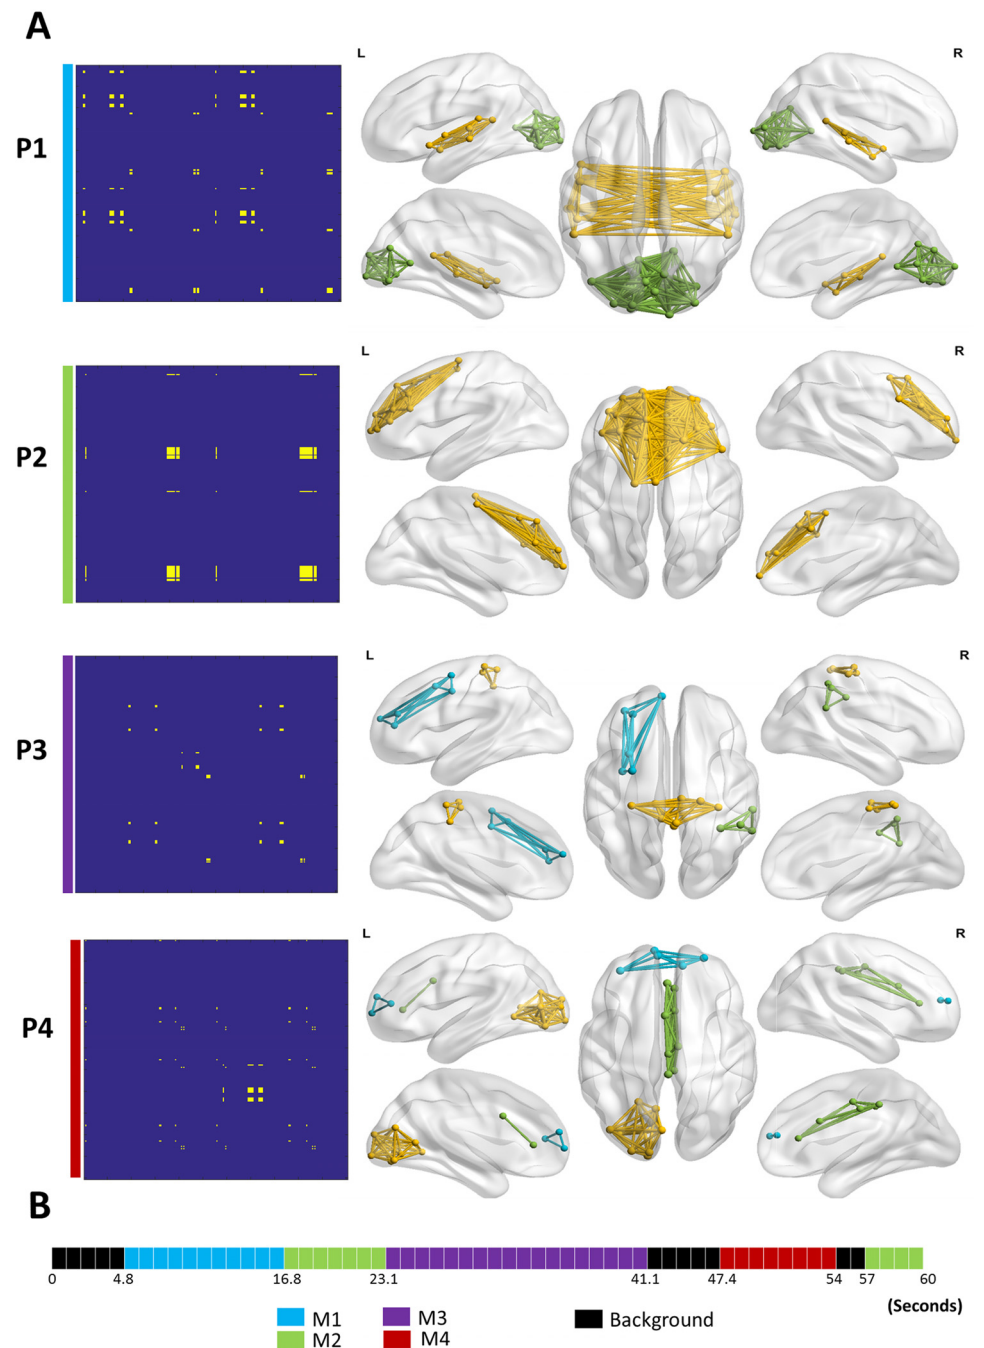 A
L R
P1
L R
P2
L R
P3
L R
P4
B
0 4.8 16.8 23.1 41.1 47.4 54 57 60
(Seconds)
M1 M3 Background
M2 M4